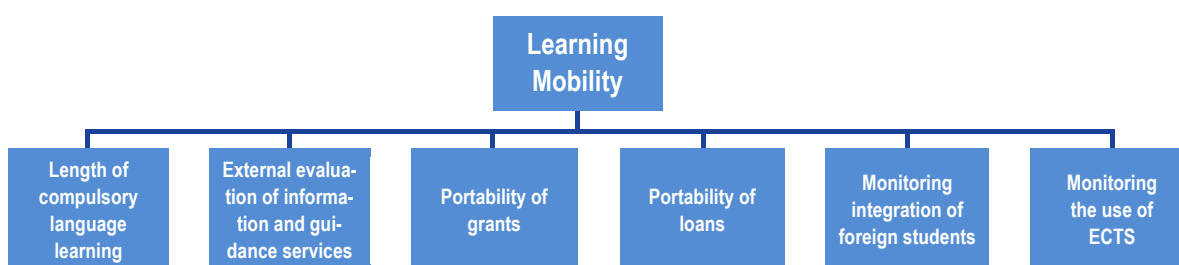 Learning
Mobility
Length of
compulsory
language
learning
External evalua-
tion of informa-
tion and gui-
dance services
Portability of
grants
Portability of
loans
Monitoring
integration of
foreign students
Monitoring
the use of
ECTS